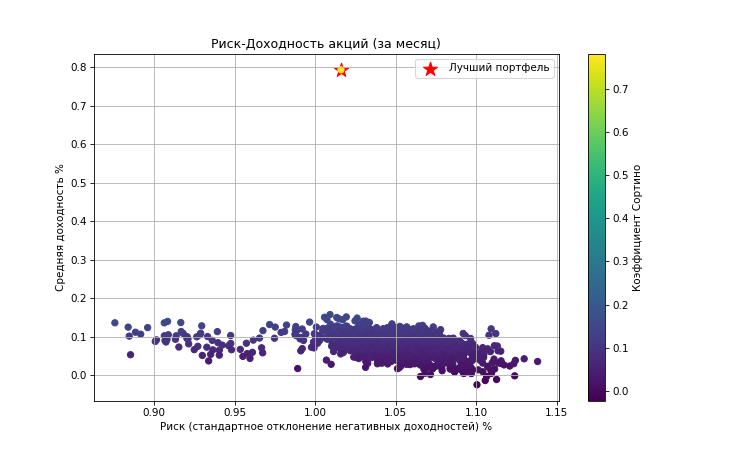 Риск-Доходность акций (за месяц)
Лучший портфель
Средняя доходность %
0.8
0.7
0.6
0.5
0.4
0.3
0.2
0.1
0.0
0.90 0.95 1.00 1.05 1.10 1.15
Риск (стандартное отклонение негативных доходностей) %
0.7
0.6
0.5
0.4
0.3
0.2
0.1
0.0
Коэффициент Сортино